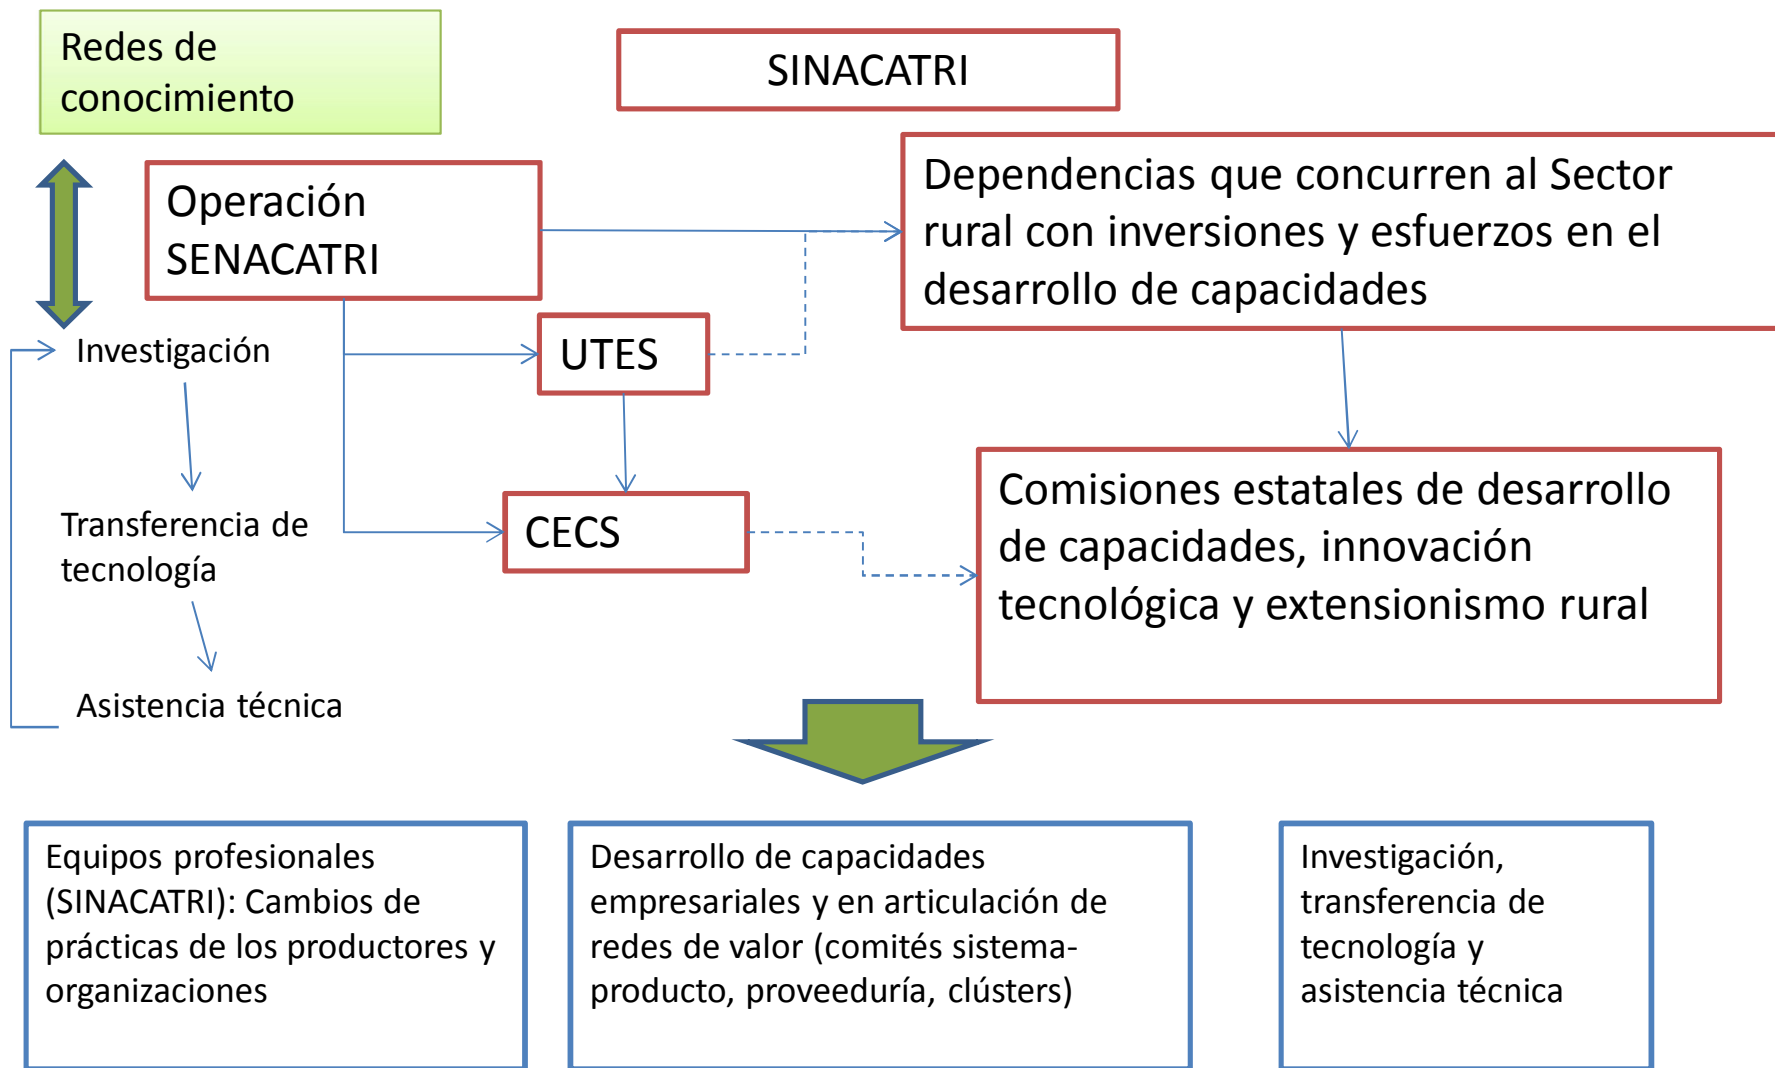 Redes de
conocimiento
SINACATRI
Operación
SENACATRI
Dependencias que concurren al Sector
rural con inversiones y esfuerzos en el
desarrollo de capacidades
Investigación
UTES
Transferencia de
tecnología
CECS
Comisiones estatales de desarrollo
de capacidades, innovación
tecnológica y extensionismo rural
Asistencia técnica
Equipos profesionales
(SINACATRI): Cambios de
prácticas de los productores y
organizaciones
Desarrollo de capacidades
empresariales y en articulación de
redes de valor (comités sistema-
producto, proveeduría, clústers)
Investigación,
transferencia de
tecnología y
asistencia técnica